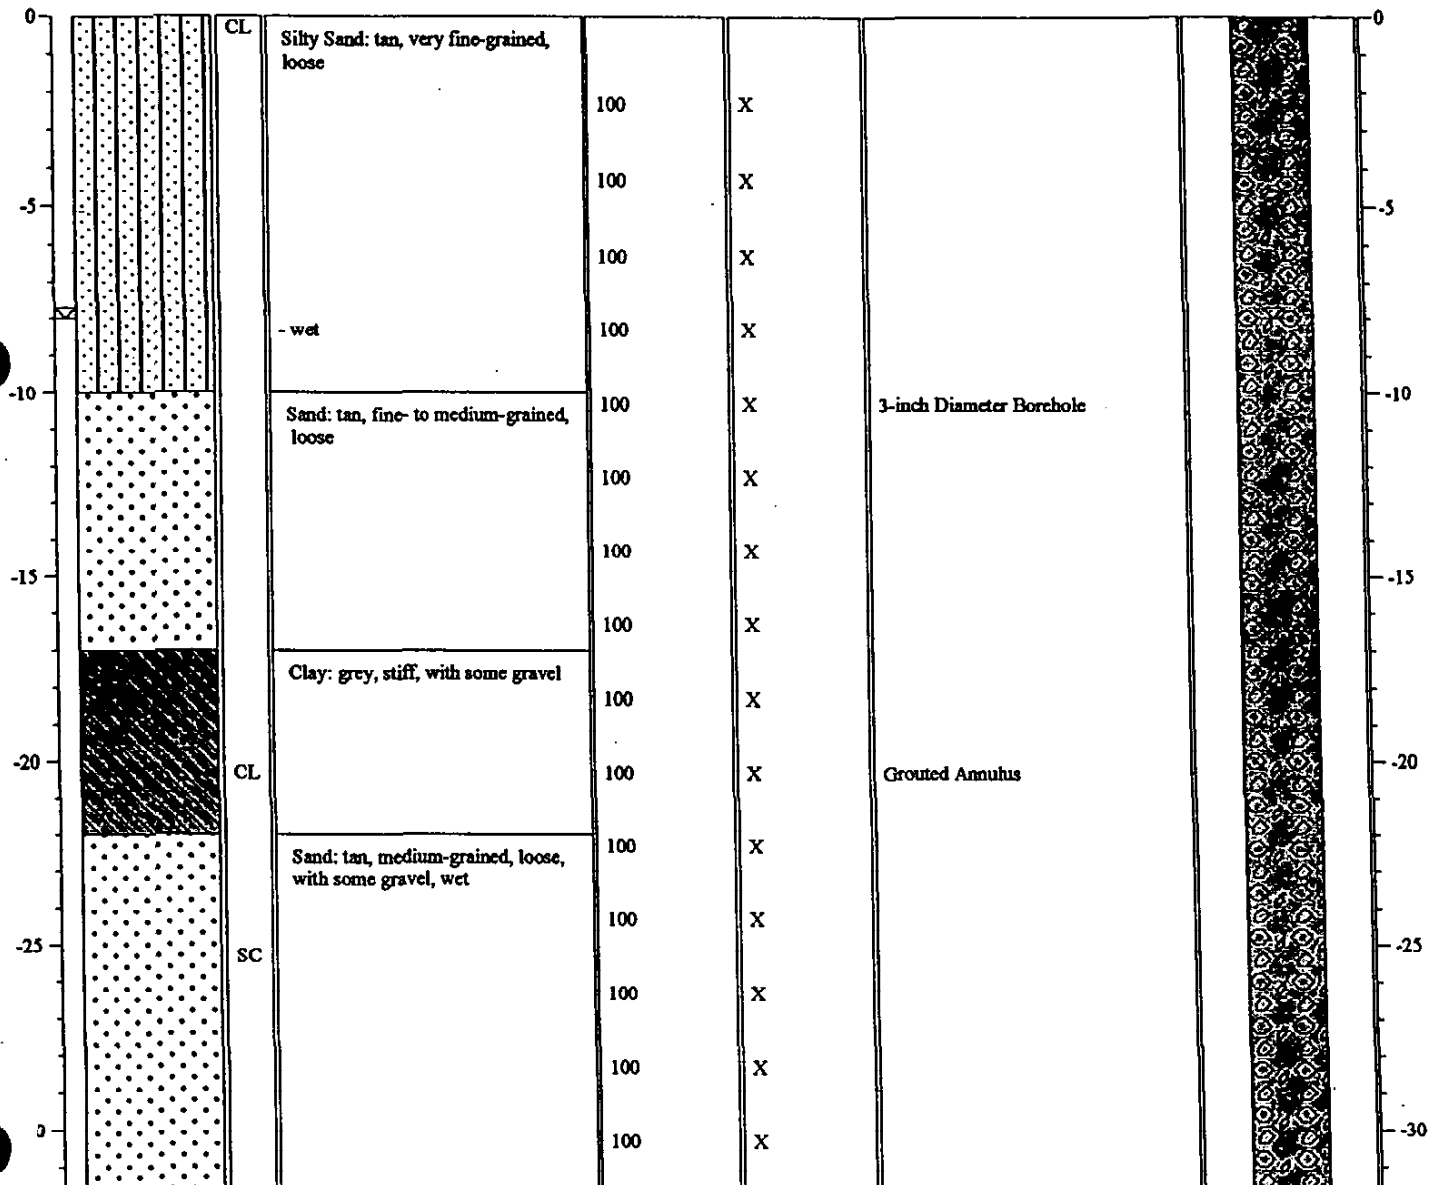 0 CL 0
Silty Sand: tan, very fine-grained,
loose
100 X
100 X
-5 -5
100 X
- wet 100 X
-10 -10
100 X 3-inch Diameter Borehole
Sand: tan, fine- to medium-grained,
loose
100 X
100 X
-15 -15
100 X
Clay: grey, stiff, with some gravel
100 X
-20 CL 100 X Grouted Annulus -20
100 X
Sand: tan, medium-grained, loose,
with some gravel, wet
100 X
-25 SC -25
100 X
100 X
0 100 X -30